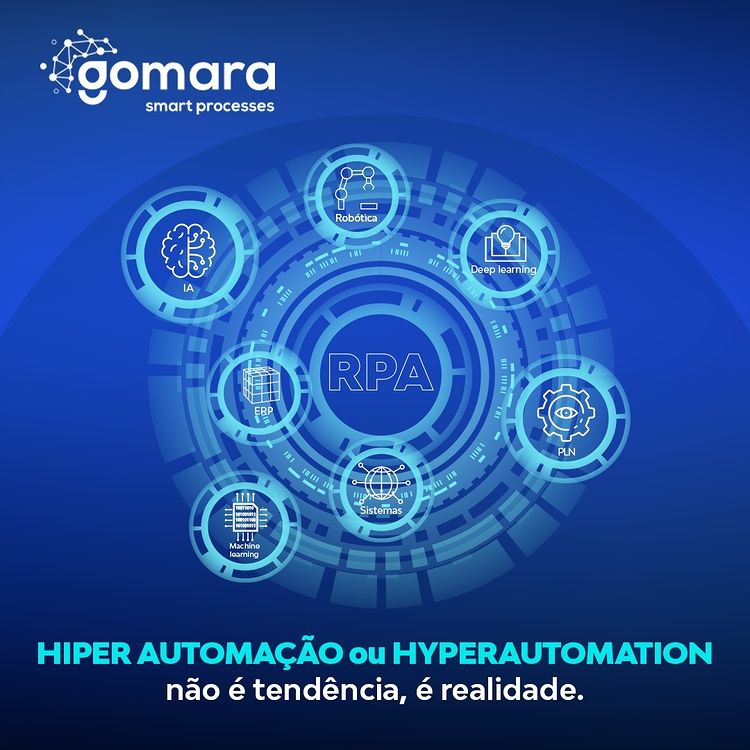 gomara
smart processes
Robótica
IA
Deep learning
RPA
ERP
PLN
Sistemas
Machine
learning
HIPER AUTOMAÇÃO ou HYPERAUTOMATION
não é tendência, é realidade.